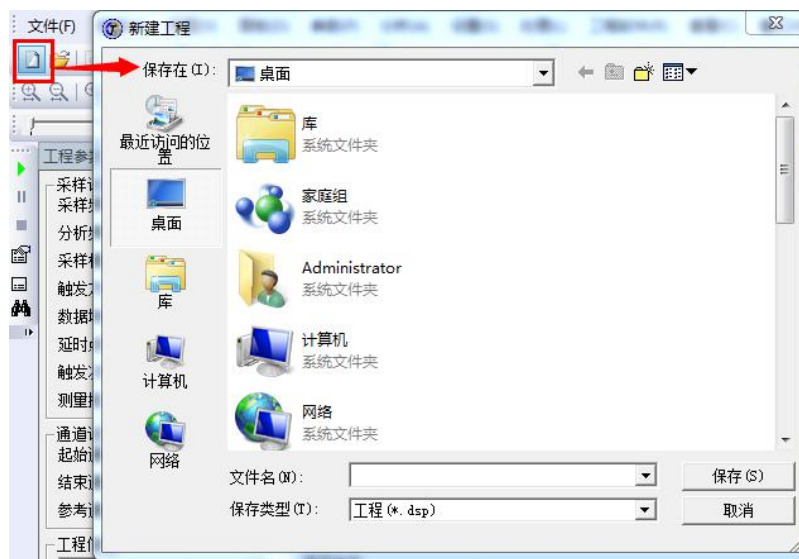 文件(F)
新建工程
保存在(I):
桌面
最近访问的位置
桌面
库
计算机
网络
库
系统文件夹
家庭组
系统文件夹
Administrator
系统文件夹
计算机
系统文件夹
网络
系统文件夹
文件名(N):
保存(S)
保存类型(T):
工程(*.dsp)
取消
工程参
采样
采样
分析
采样
触发
数据
延时
触发
测量
通道
起始
结束
参考
工程